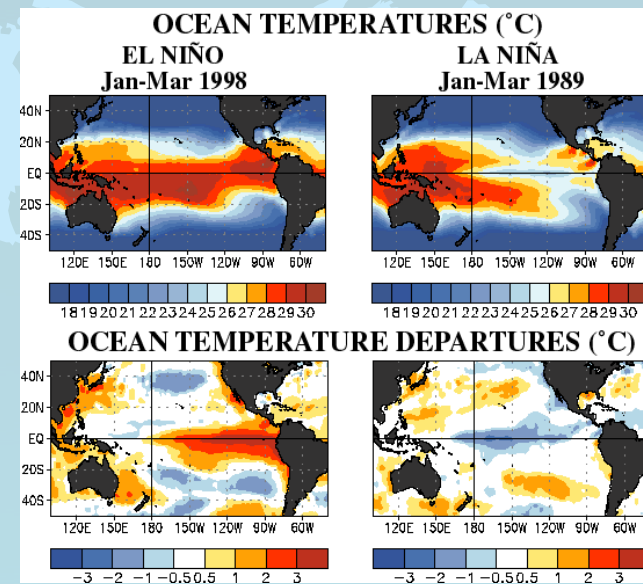 OCEAN TEMPERATURES (˚C)
EL NIÑO
Jan-Mar 1998
LA NIÑA
Jan-Mar 1989
40N
20N
EQ
20S
40S
120E 150E 180 150W 120W 90W 60W
120E 150E 180 150W 120W 90W 60W
18 19 20 21 22 23 24 25 26 27 28 29 30
18 19 20 21 22 23 24 25 26 27 28 29 30
OCEAN TEMPERATURE DEPARTURES (˚C)
40N
20N
EQ
20S
40S
120E 150E 180 150W 120W 90W 60W
120E 150E 180 150W 120W 90W 60W
-3 -2 -1 -0.5 0.5 1 2 3
-3 -2 -1 -0.5 0.5 1 2 3